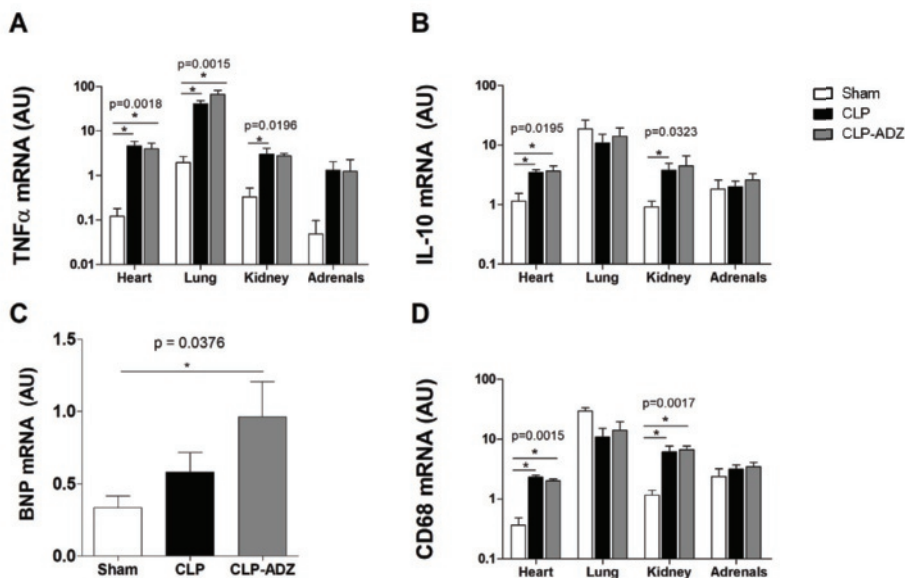 A
TNFα mRNA (AU)
100
10
1
0.1
0.01
p=0.0018
*
*
p=0.0015
*
*
p=0.0196
*
Heart Lung Kidney Adrenals
B
IL-10 mRNA (AU)
100
10
1
0.1
p=0.0195
*
*
p=0.0323
*
Heart Lung Kidney Adrenals
Sham
CLP
CLP-ADZ
C
BNP mRNA (AU)
1.5
1.0
0.5
0.0
p = 0.0376
*
Sham CLP CLP-ADZ
D
CD68 mRNA (AU)
100
10
1
0.1
p=0.0015
*
*
p=0.0017
*
*
Heart Lung Kidney Adrenals